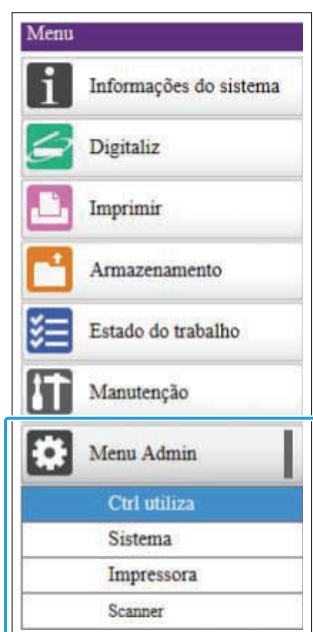 Menu
Informações do sistema
Digitaliz
Imprimir
Armazenamento
Estado do trabalho
Manutenção
Menu Admin
Ctrl utiliza
Sistema
Impressora
Scanner